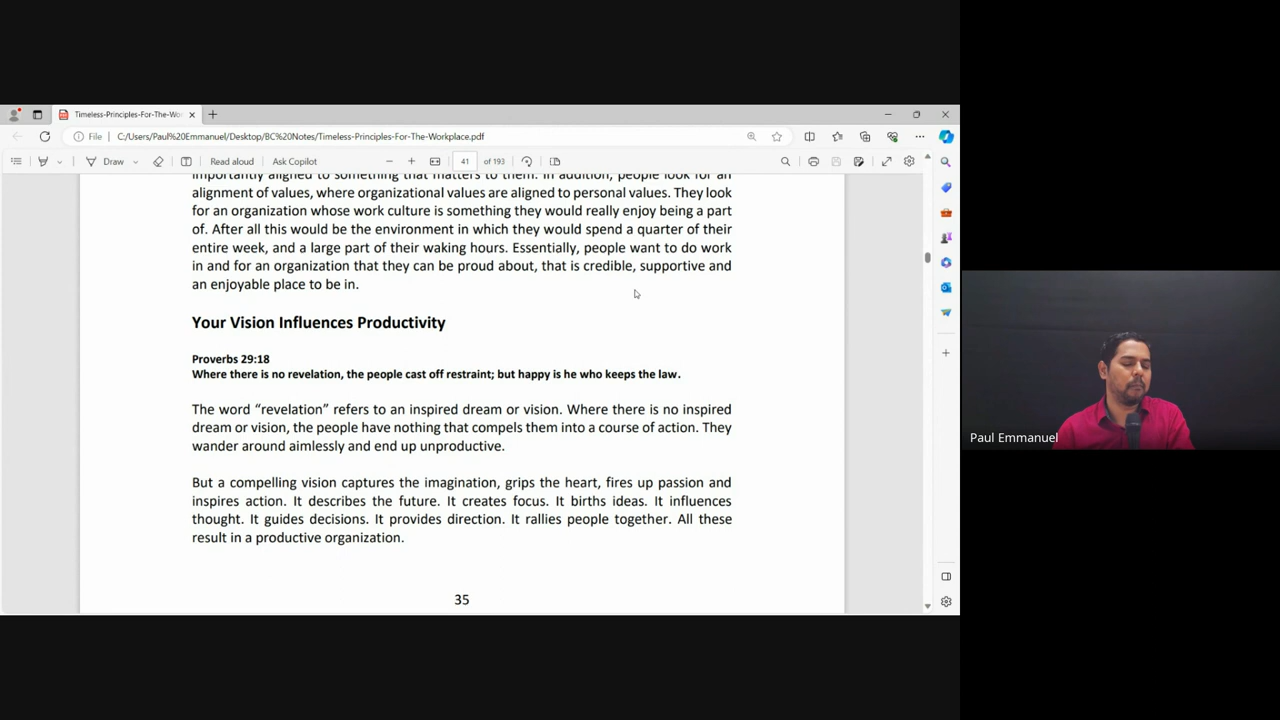 Timeless-Principles-For-The-Wor
File
C:/Users/Paul%20Emmanuel/Desktop/BC%20Notes/Timeless-Principles-For-The-Workplace.pdf
Draw
Read aloud
Ask Copilot
41
of 193
importantly aligned to something that matters to them. In addition, people look for an
alignment of values, where organizational values are aligned to personal values. They look
for an organization whose work culture is something they would really enjoy being a part
of. After all this would be the environment in which they would spend a quarter of their
entire week, and a large part of their waking hours. Essentially, people want to do work
in and for an organization that they can be proud about, that is credible, supportive and
an enjoyable place to be in.
Your Vision Influences Productivity
Proverbs 29:18
Where there is no revelation, the people cast off restraint; but happy is he who keeps the law.
The word “revelation” refers to an inspired dream or vision. Where there is no inspired
dream or vision, the people have nothing that compels them into a course of action. They
wander around aimlessly and end up unproductive.
But a compelling vision captures the imagination, grips the heart, fires up passion and
inspires action. It describes the future. It creates focus. It births ideas. It influences
thought. It guides decisions. It provides direction. It rallies people together. All these
result in a productive organization.
35
Paul Emmanuel